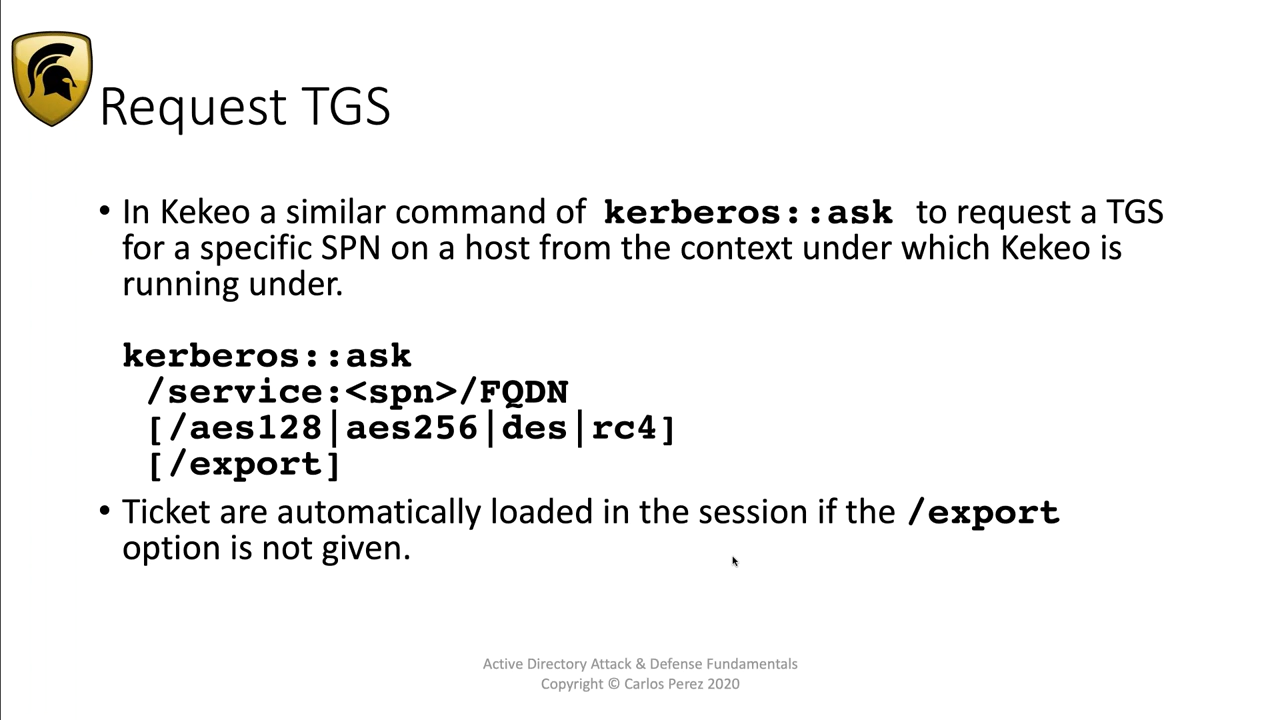 Request TGS
• In Kekeo a similar command of kerberos::ask to request a TGS
for a specific SPN on a host from the context under which Kekeo is
running under.
kerberos::ask
/service:<spn>/FQDN
[/aes128|aes256|des|rc4]
[/export]
• Ticket are automatically loaded in the session if the /export
option is not given.
Active Directory Attack & Defense Fundamentals
Copyright © Carlos Perez 2020